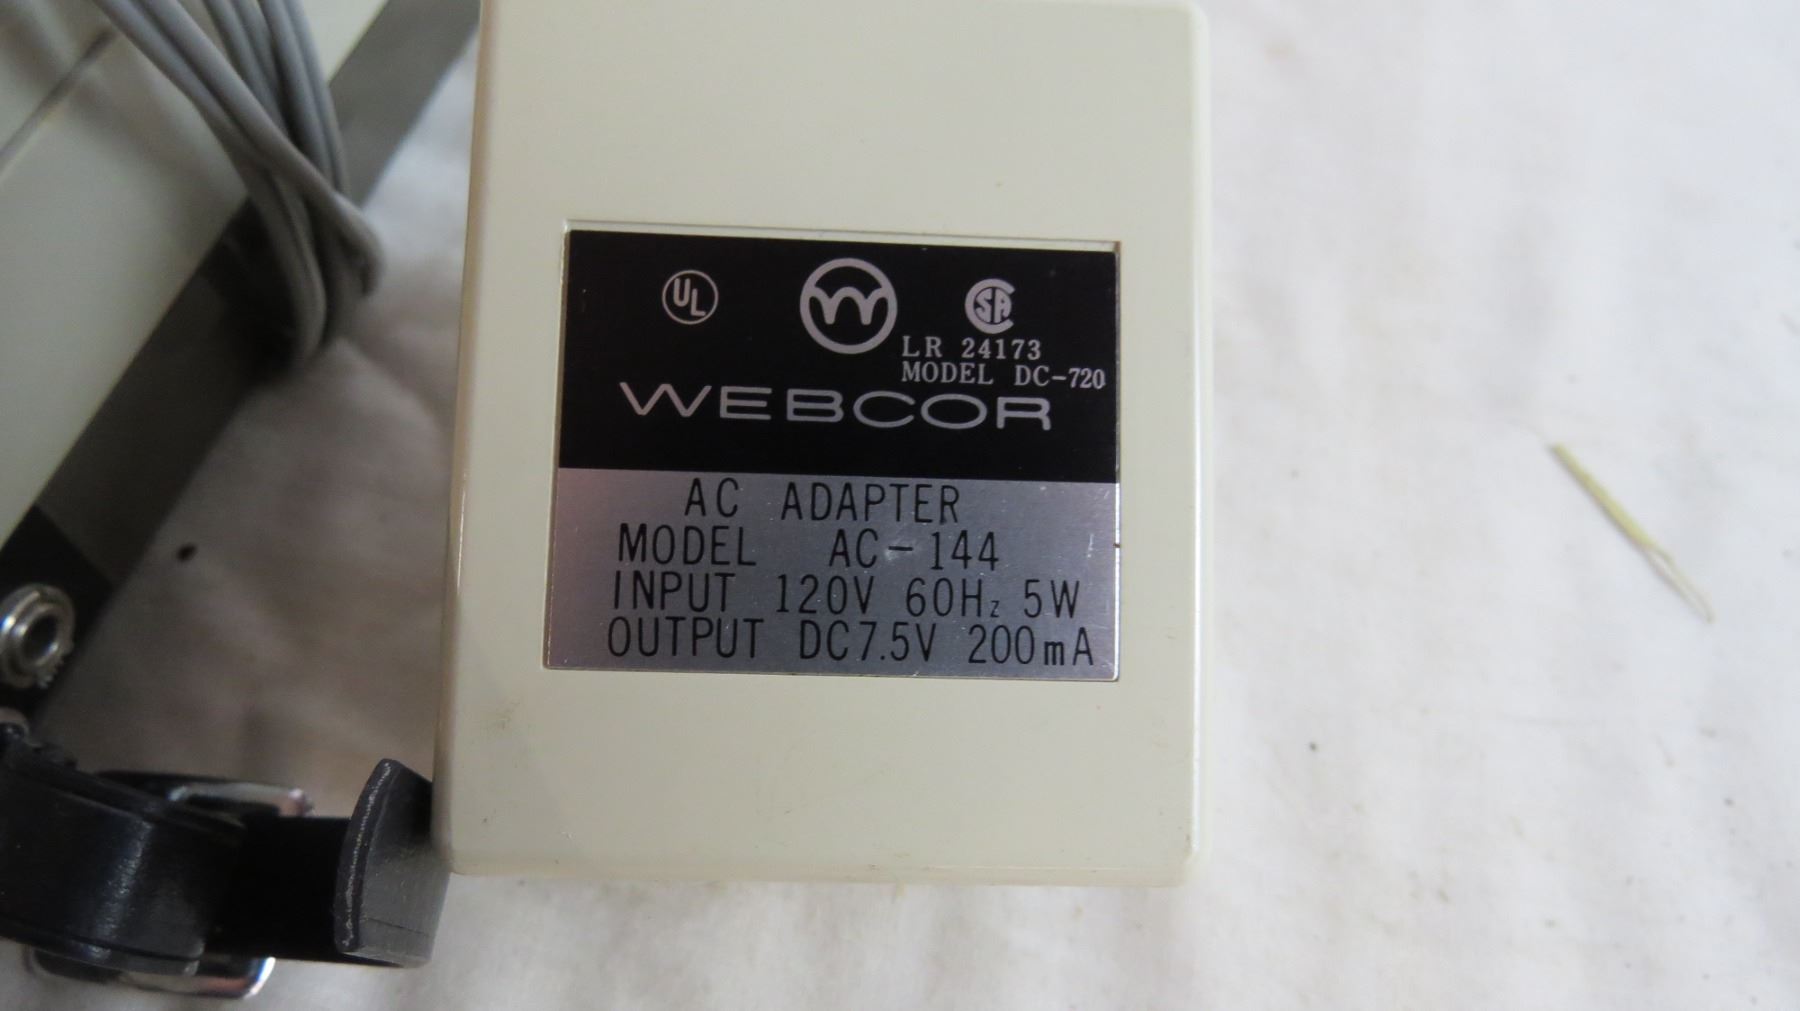 UL
W
CSA
LR 24173
MODEL DC-720
WEBCOR
AC ADAPTER
MODEL AC-144
INPUT 120V 60Hz 5W
OUTPUT DC7.5V 200mA